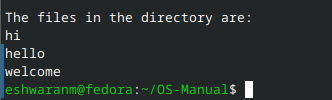 The files in the directory are:
hi
hello
welcome
eshwaranm@fedora:~/OS-Manual$